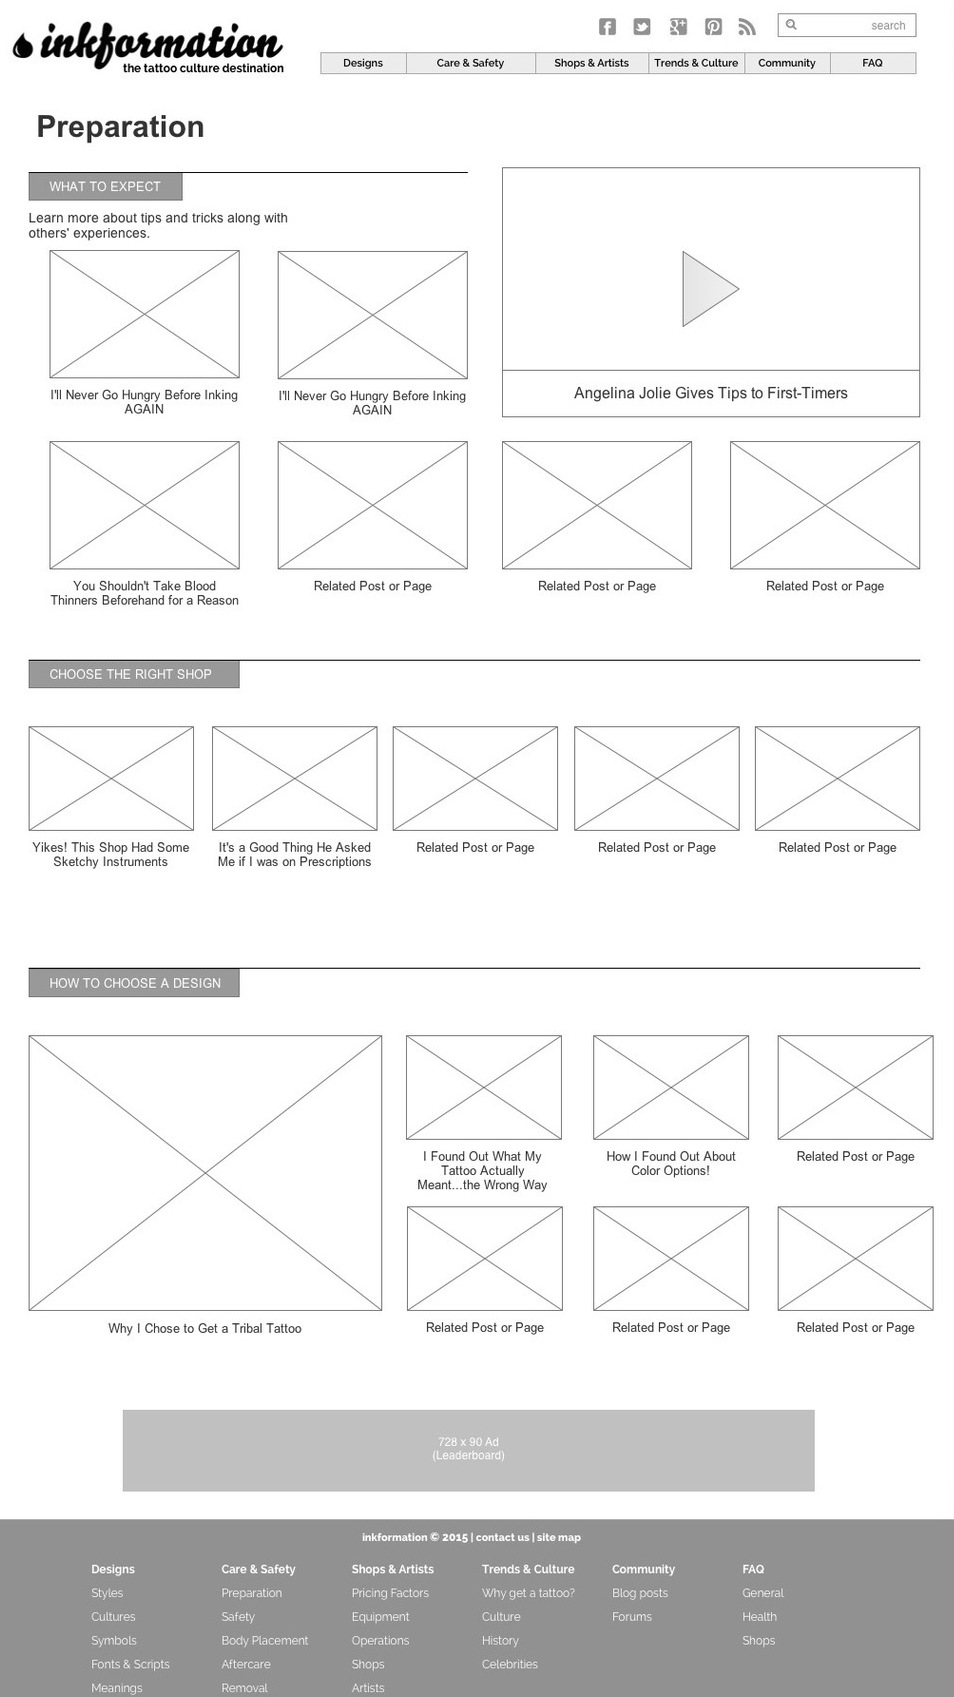 inkformation
the tattoo culture destination
search
Designs
Care & Safety
Shops & Artists
Trends & Culture
Community
FAQ
Preparation
WHAT TO EXPECT
Learn more about tips and tricks along with
others' experiences.
I'll Never Go Hungry Before Inking
AGAIN
I'll Never Go Hungry Before Inking
AGAIN
Angelina Jolie Gives Tips to First-Timers
You Shouldn't Take Blood
Thinners Beforehand for a Reason
Related Post or Page
Related Post or Page
Related Post or Page
CHOOSE THE RIGHT SHOP
Yikes! This Shop Had Some
Sketchy Instruments
It's a Good Thing He Asked
Me if I was on Prescriptions
Related Post or Page
Related Post or Page
Related Post or Page
HOW TO CHOOSE A DESIGN
Why I Chose to Get a Tribal Tattoo
I Found Out What My
Tattoo Actually
Meant...the Wrong Way
How I Found Out About
Color Options!
Related Post or Page
Related Post or Page
Related Post or Page
Related Post or Page
728 x 90 Ad
(Leaderboard)
inkformation © 2015 | contact us | site map
Designs
Styles
Cultures
Symbols
Fonts & Scripts
Meanings
Care & Safety
Preparation
Safety
Body Placement
Aftercare
Removal
Shops & Artists
Pricing Factors
Equipment
Operations
Shops
Artists
Trends & Culture
Why get a tattoo?
Culture
History
Celebrities
Community
Blog posts
Forums
FAQ
General
Health
Shops